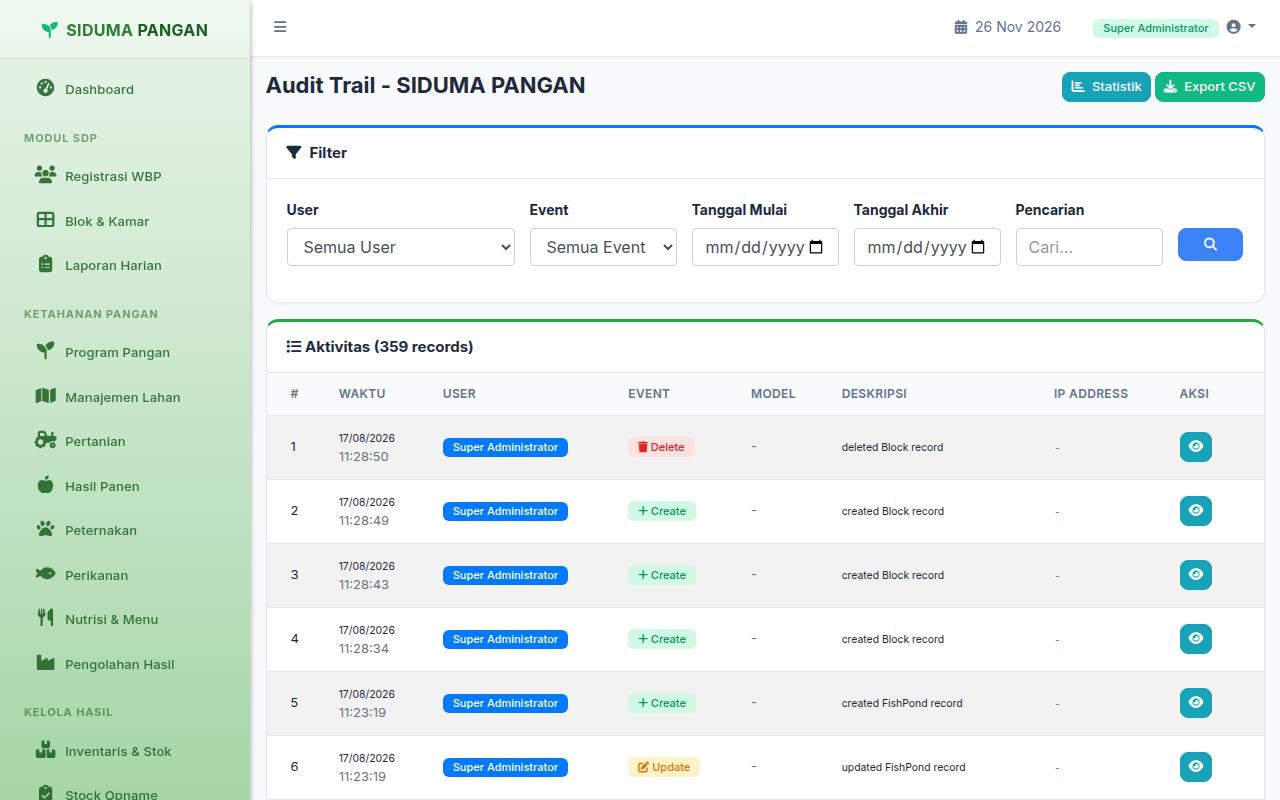 SIDUMA PANGAN
26 Nov 2026
Super Administrator
Dashboard
MODUL SDP
Registrasi WBP
Blok & Kamar
Laporan Harian
KETAHANAN PANGAN
Program Pangan
Manajemen Lahan
Pertanian
Hasil Panen
Peternakan
Perikanan
Nutrisi & Menu
Pengolahan Hasil
KELOLA HASIL
Inventaris & Stok
Stock Opname
Audit Trail - SIDUMA PANGAN
Statistik
Export CSV
Filter
User Event Tanggal Mulai Tanggal Akhir Pencarian
Semua User Semua Event mm/dd/yyyy mm/dd/yyyy Cari...
Aktivitas (359 records)
# WAKTU USER EVENT MODEL DESKRIPSI IP ADDRESS AKSI
1 17/08/2026 11:28:50 Super Administrator Delete - deleted Block record -
2 17/08/2026 11:28:49 Super Administrator Create - created Block record -
3 17/08/2026 11:28:43 Super Administrator Create - created Block record -
4 17/08/2026 11:28:34 Super Administrator Create - created Block record -
5 17/08/2026 11:23:19 Super Administrator Create - created FishPond record -
6 17/08/2026 11:23:19 Super Administrator Update - updated FishPond record -